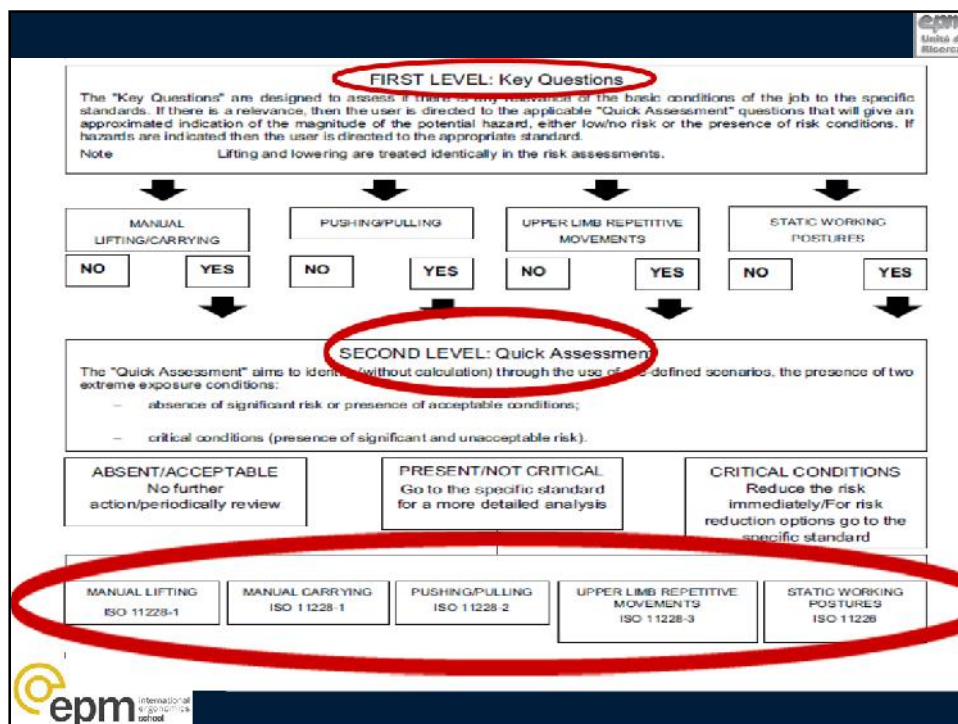 epm
Unité d
Ricerca
FIRST LEVEL: Key Questions
The "Key Questions" are designed to assess if there is any relevance of the basic conditions of the job to the specific
standards. If there is a relevance, then the user is directed to the applicable "Quick Assessment" questions that will give an
approximated indication of the magnitude of the potential hazard, either low/no risk or the presence of risk conditions. If
hazards are indicated then the user is directed to the appropriate standard.
Note Lifting and lowering are treated identically in the risk assessments.
MANUAL
LIFTING/CARRYING
PUSHING/PULLING
UPPER LIMB REPETITIVE
MOVEMENTS
STATIC WORKING
POSTURES
NO YES NO YES NO YES NO YES
SECOND LEVEL: Quick Assessment
The "Quick Assessment" aims to identify (without calculation) through the use of pre-defined scenarios, the presence of two
extreme exposure conditions:
– absence of significant risk or presence of acceptable conditions;
– critical conditions (presence of significant and unacceptable risk).
ABSENT/ACCEPTABLE
No further
action/periodically review
PRESENT/NOT CRITICAL
Go to the specific standard
for a more detailed analysis
CRITICAL CONDITIONS
Reduce the risk
immediately/For risk
reduction options go to the
specific standard
MANUAL LIFTING
ISO 11228-1
MANUAL CARRYING
ISO 11228-1
PUSHING/PULLING
ISO 11228-2
UPPER LIMB REPETITIVE
MOVEMENTS
ISO 11228-3
STATIC WORKING
POSTURES
ISO 11226
epm
international
ergonomics
school